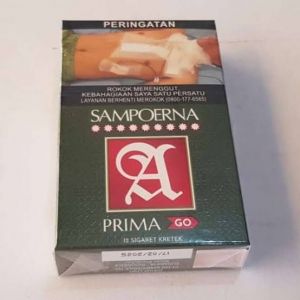 PERINGATAN
ROKOK MERENGGUT
KEBAHAGIAAN SAYA SATU PERSATU
LAYANAN BERHENTI MEROKOK (0800-177-6565)
SAMPOERNA
A
PRIMA GO
12 SIGARET KRETEK